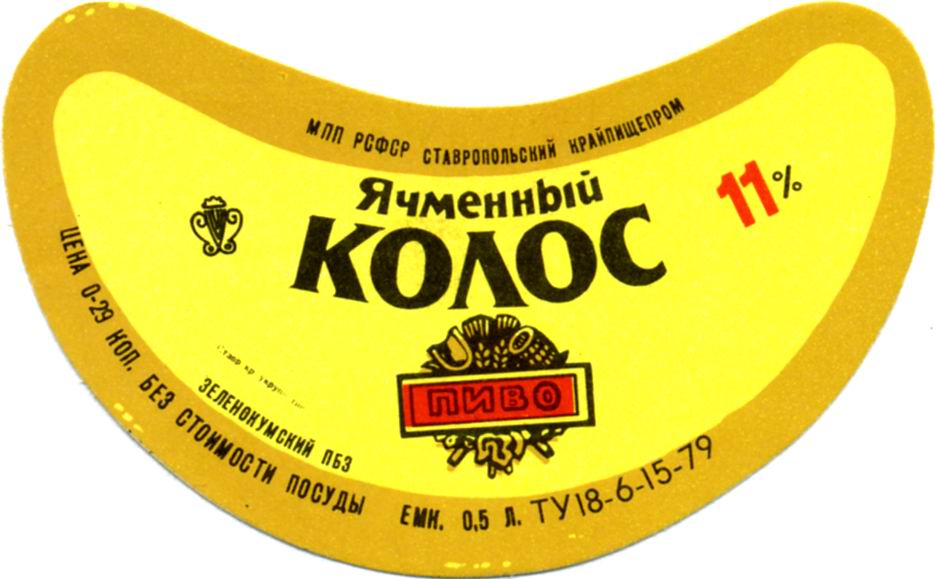 МПП РСФСР СТАВРОПОЛЬСКИЙ КРАЙПИЩЕПРОМ
Ячменный
КОЛОС
11%
ПИВО
ЗЕЛЕНОКУМСКИЙ ПБЗ
ЦЕНА 0-29 КОП. БЕЗ СТОИМОСТИ ПОСУДЫ ЕМК. 0,5 Л. ТУ18-6-15-79